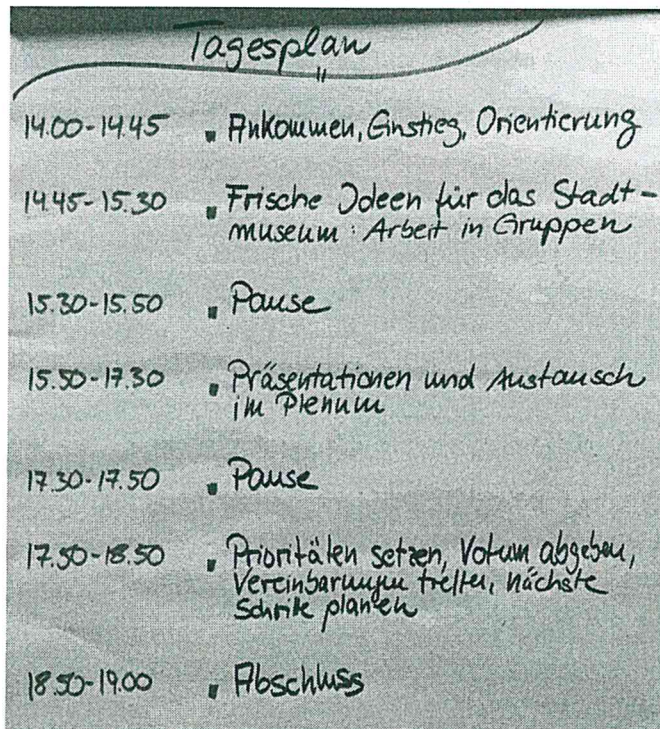 Tagesplan
14.00-14.45 ▪ Ankommen, Einstieg, Orientierung
14.45-15.30 ▪ Frische Ideen für das Stadt-
museum: Arbeit in Gruppen
15.30-15.50 ▪ Pause
15.50-17.30 ▪ Präsentationen und Austausch
im Plenum
17.30-17.50 ▪ Pause
17.50-18.50 ▪ Prioritäten setzen, Votum abgeben,
Vereinbarungen treffen, nächste
Schritte planen
18.50-19.00 ▪ Abschluss